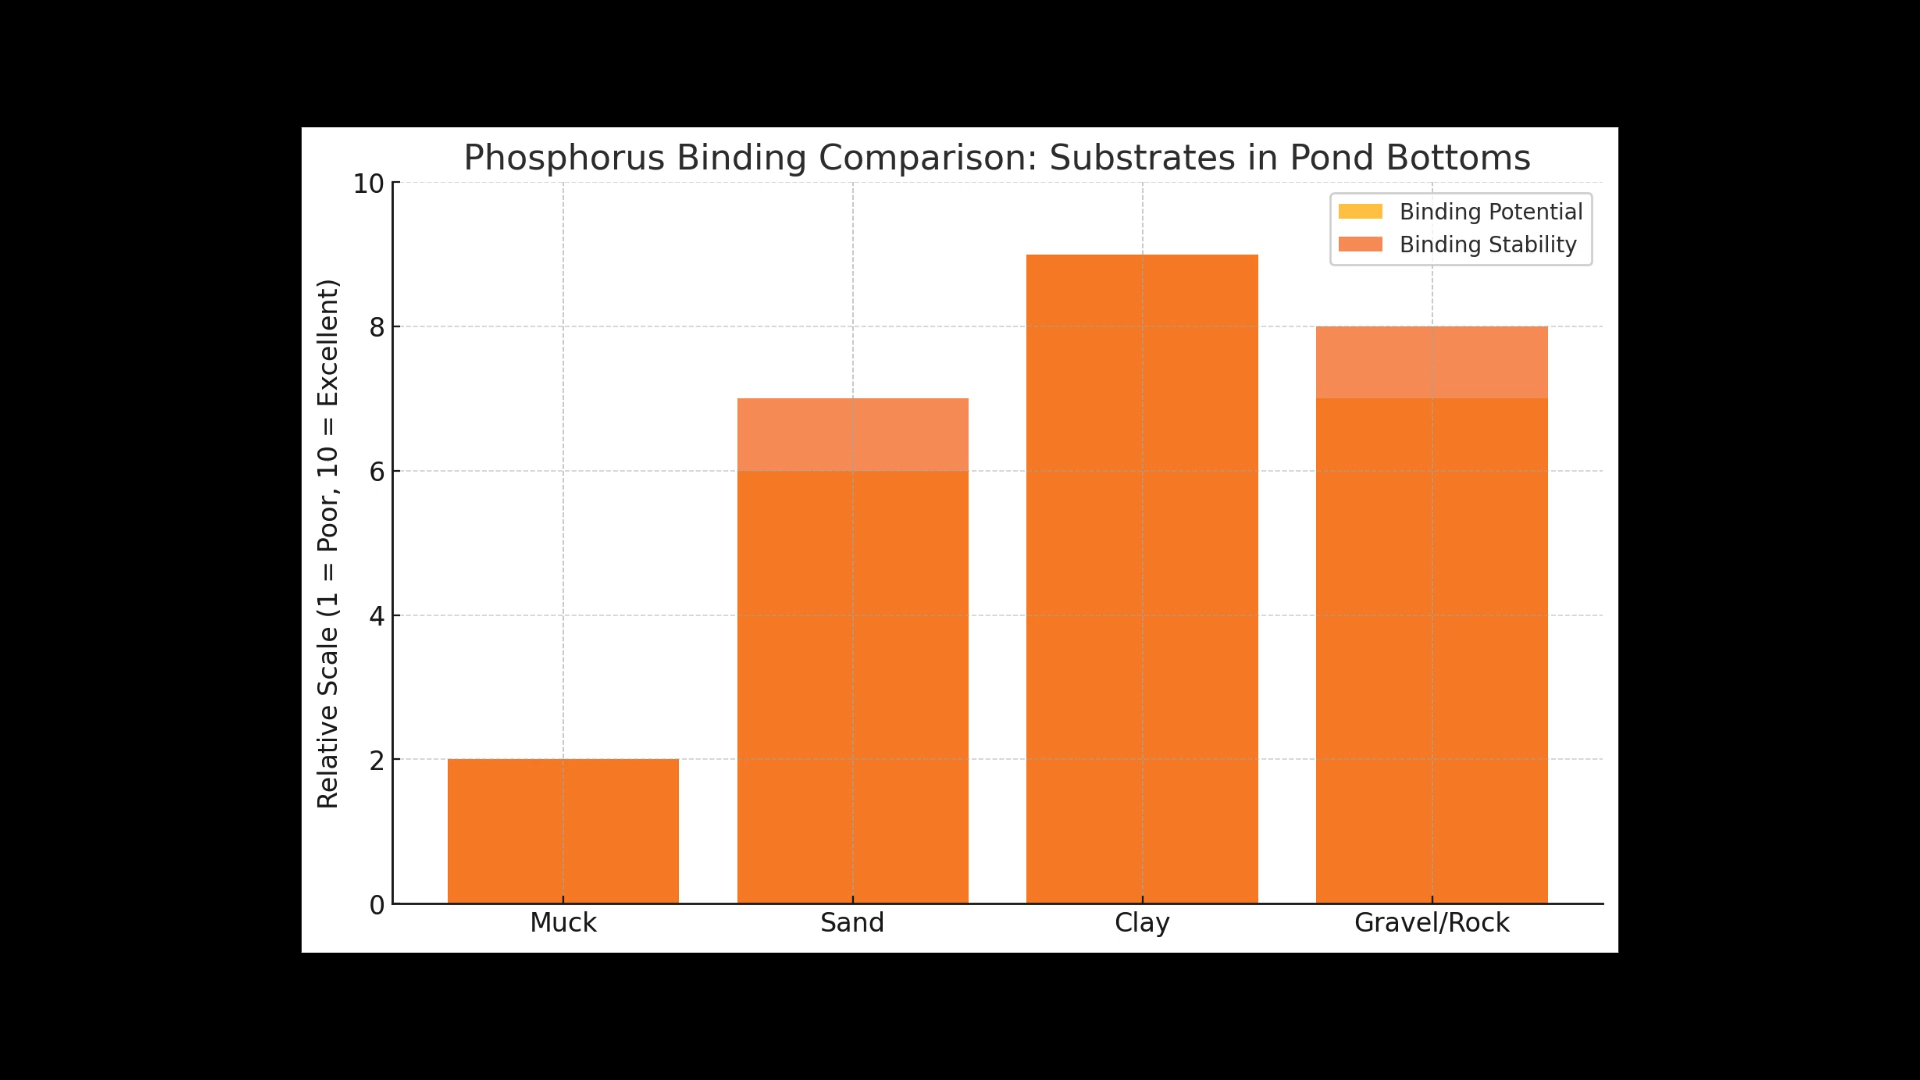 Phosphorus Binding Comparison: Substrates in Pond Bottoms
Relative Scale (1 = Poor, 10 = Excellent)
10
8
6
4
2
0
Binding Potential
Binding Stability
Muck
Sand
Clay
Gravel/Rock